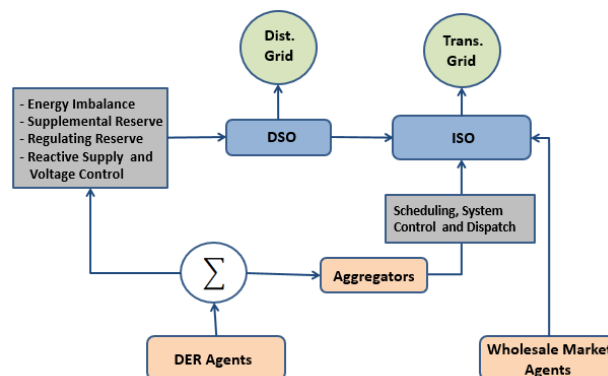 Dist.
Grid
Trans.
Grid
- Energy Imbalance
- Supplemental Reserve
- Regulating Reserve
- Reactive Supply and
Voltage Control
DSO
ISO
Scheduling, System
Control and Dispatch
∑
Aggregators
DER Agents
Wholesale Market
Agents